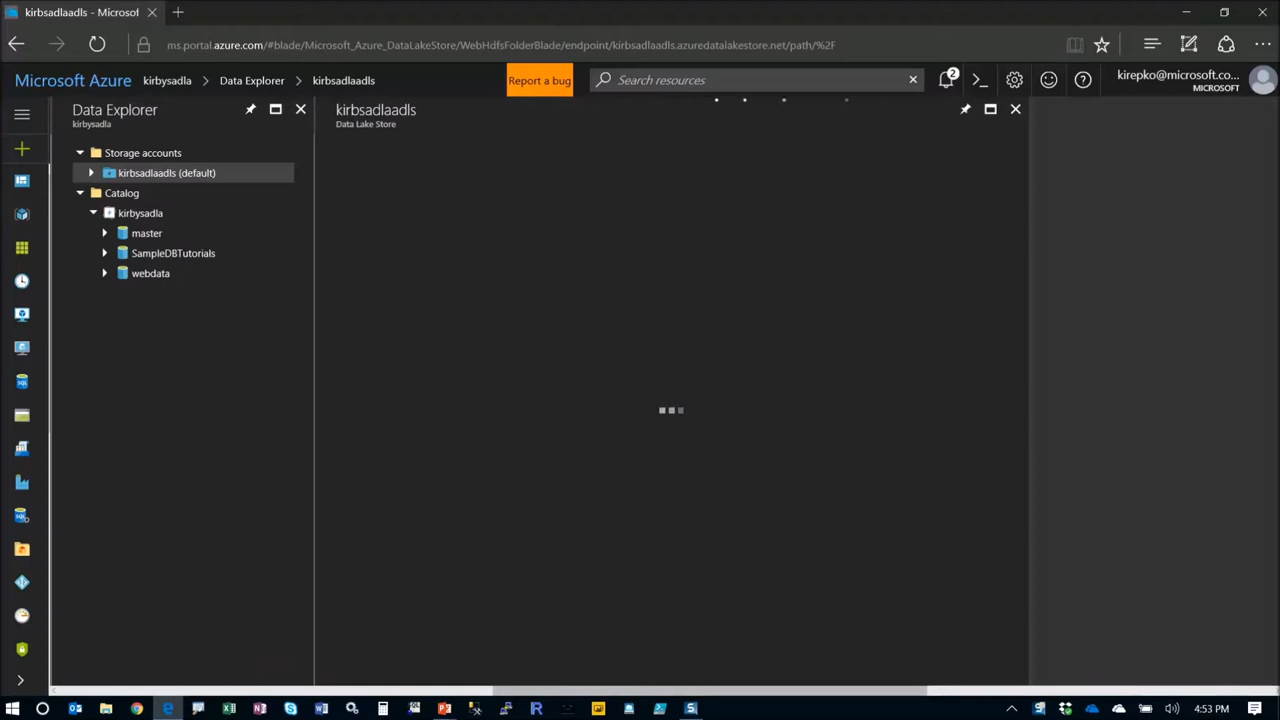 kirbsadlaadls - Microsof
ms.portal.azure.com/#blade/Microsoft_Azure_DataLakeStore/WebHdfsFolderBlade/endpoint/kirbsadlaadls.azuredatalakestore.net/path/%2F
Microsoft Azure kirbysadla > Data Explorer > kirbsadlaadls
Report a bug
Search resources
2
kirepko@microsoft.co...
MICROSOFT
Data Explorer
kirbysadla
Storage accounts
kirbsadlaadls (default)
Catalog
kirbysadla
master
SampleDBTutorials
webdata
kirbsadlaadls
Data Lake Store
4:53 PM